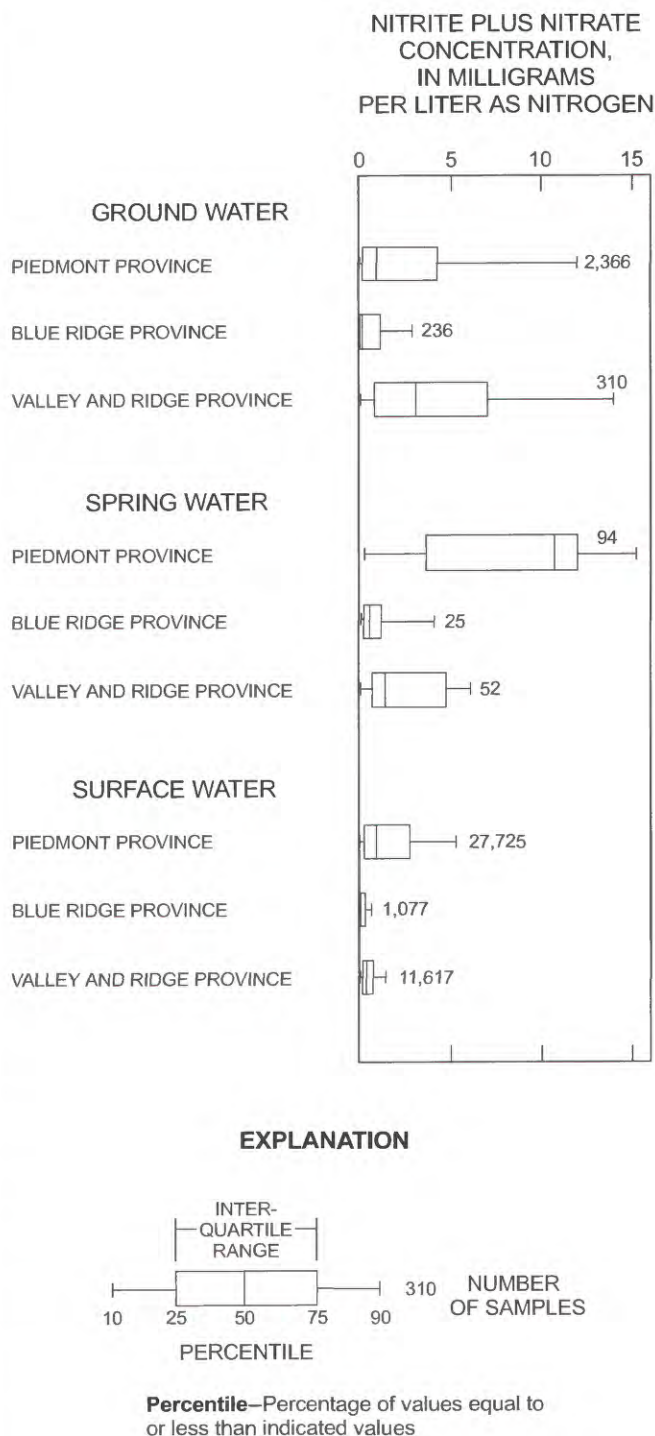 NITRITE PLUS NITRATE
CONCENTRATION,
IN MILLIGRAMS
PER LITER AS NITROGEN
0 5 10 15
GROUND WATER
PIEDMONT PROVINCE 2,366
BLUE RIDGE PROVINCE 236
VALLEY AND RIDGE PROVINCE 310
SPRING WATER
PIEDMONT PROVINCE 94
BLUE RIDGE PROVINCE 25
VALLEY AND RIDGE PROVINCE 52
SURFACE WATER
PIEDMONT PROVINCE 27,725
BLUE RIDGE PROVINCE 1,077
VALLEY AND RIDGE PROVINCE 11,617
EXPLANATION
INTER-
QUARTILE
RANGE
310 NUMBER
OF SAMPLES
10 25 50 75 90
PERCENTILE
Percentile–Percentage of values equal to
or less than indicated values